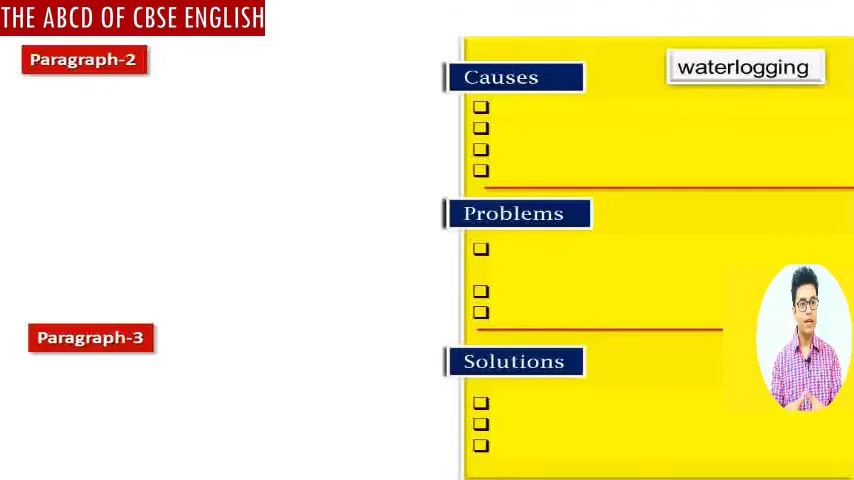 THE ABCD OF CBSE ENGLISH
Paragraph-2
Paragraph-3
waterlogging
Causes
Problems
Solutions